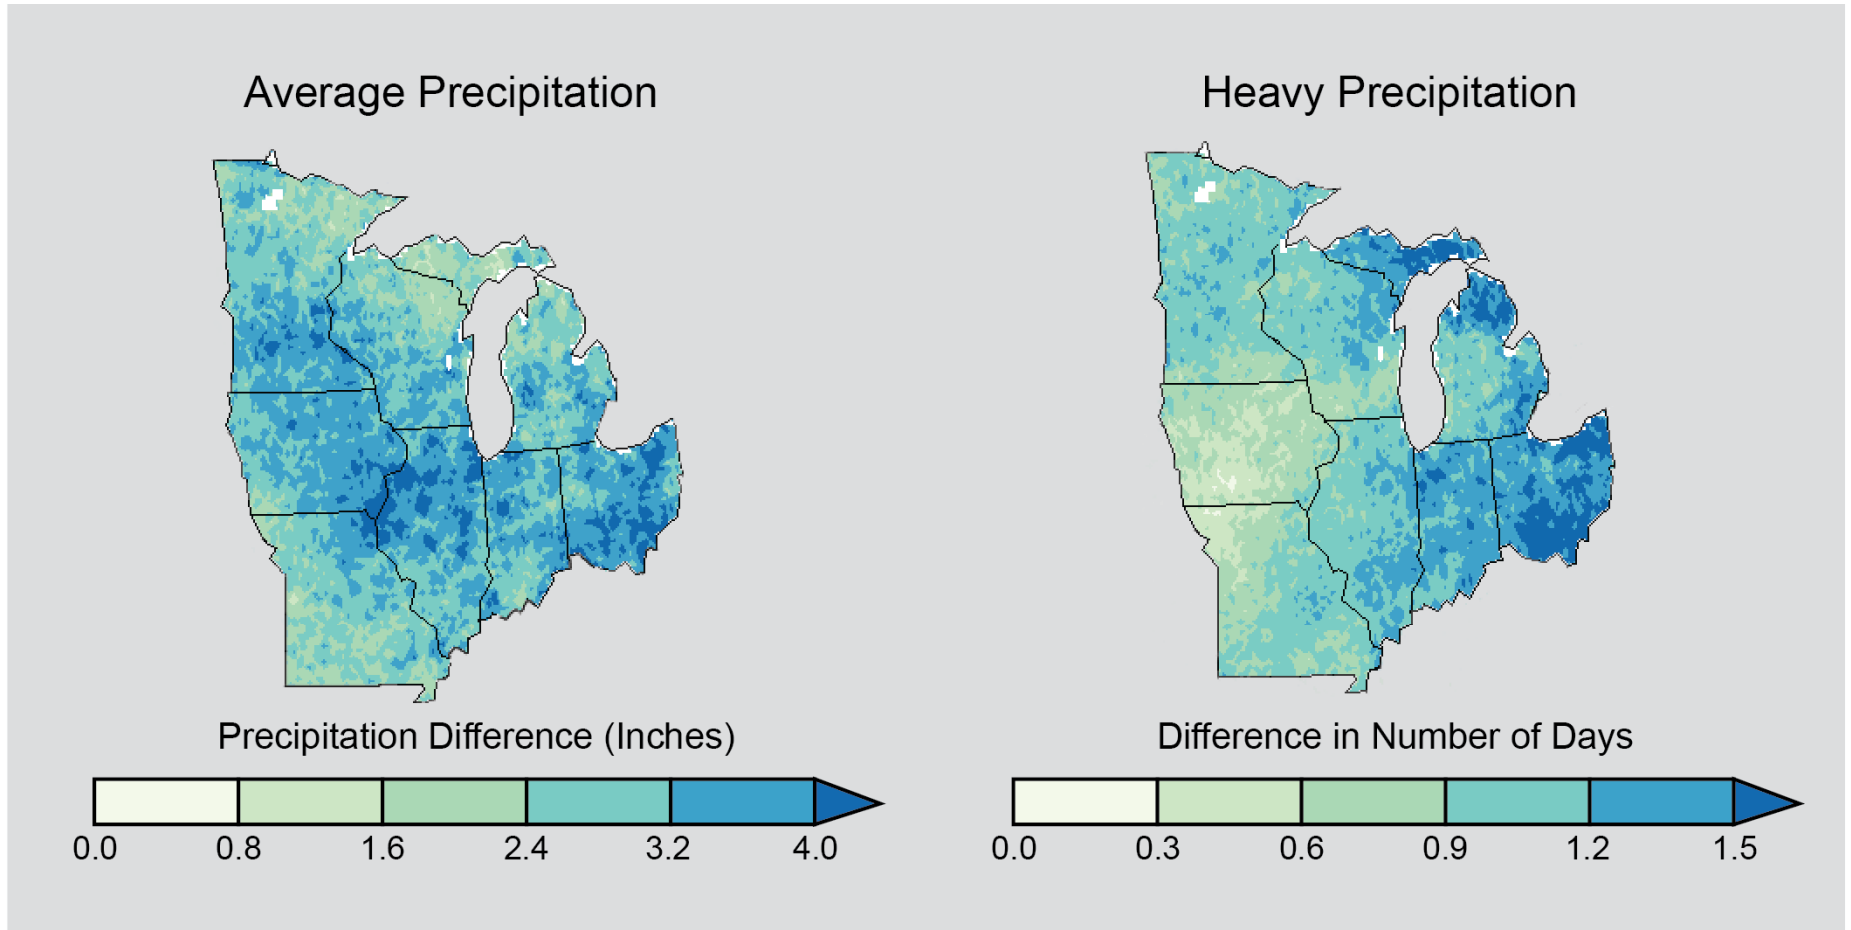 Average Precipitation
Heavy Precipitation
Precipitation Difference (Inches)
0.0 0.8 1.6 2.4 3.2 4.0
Difference in Number of Days
0.0 0.3 0.6 0.9 1.2 1.5